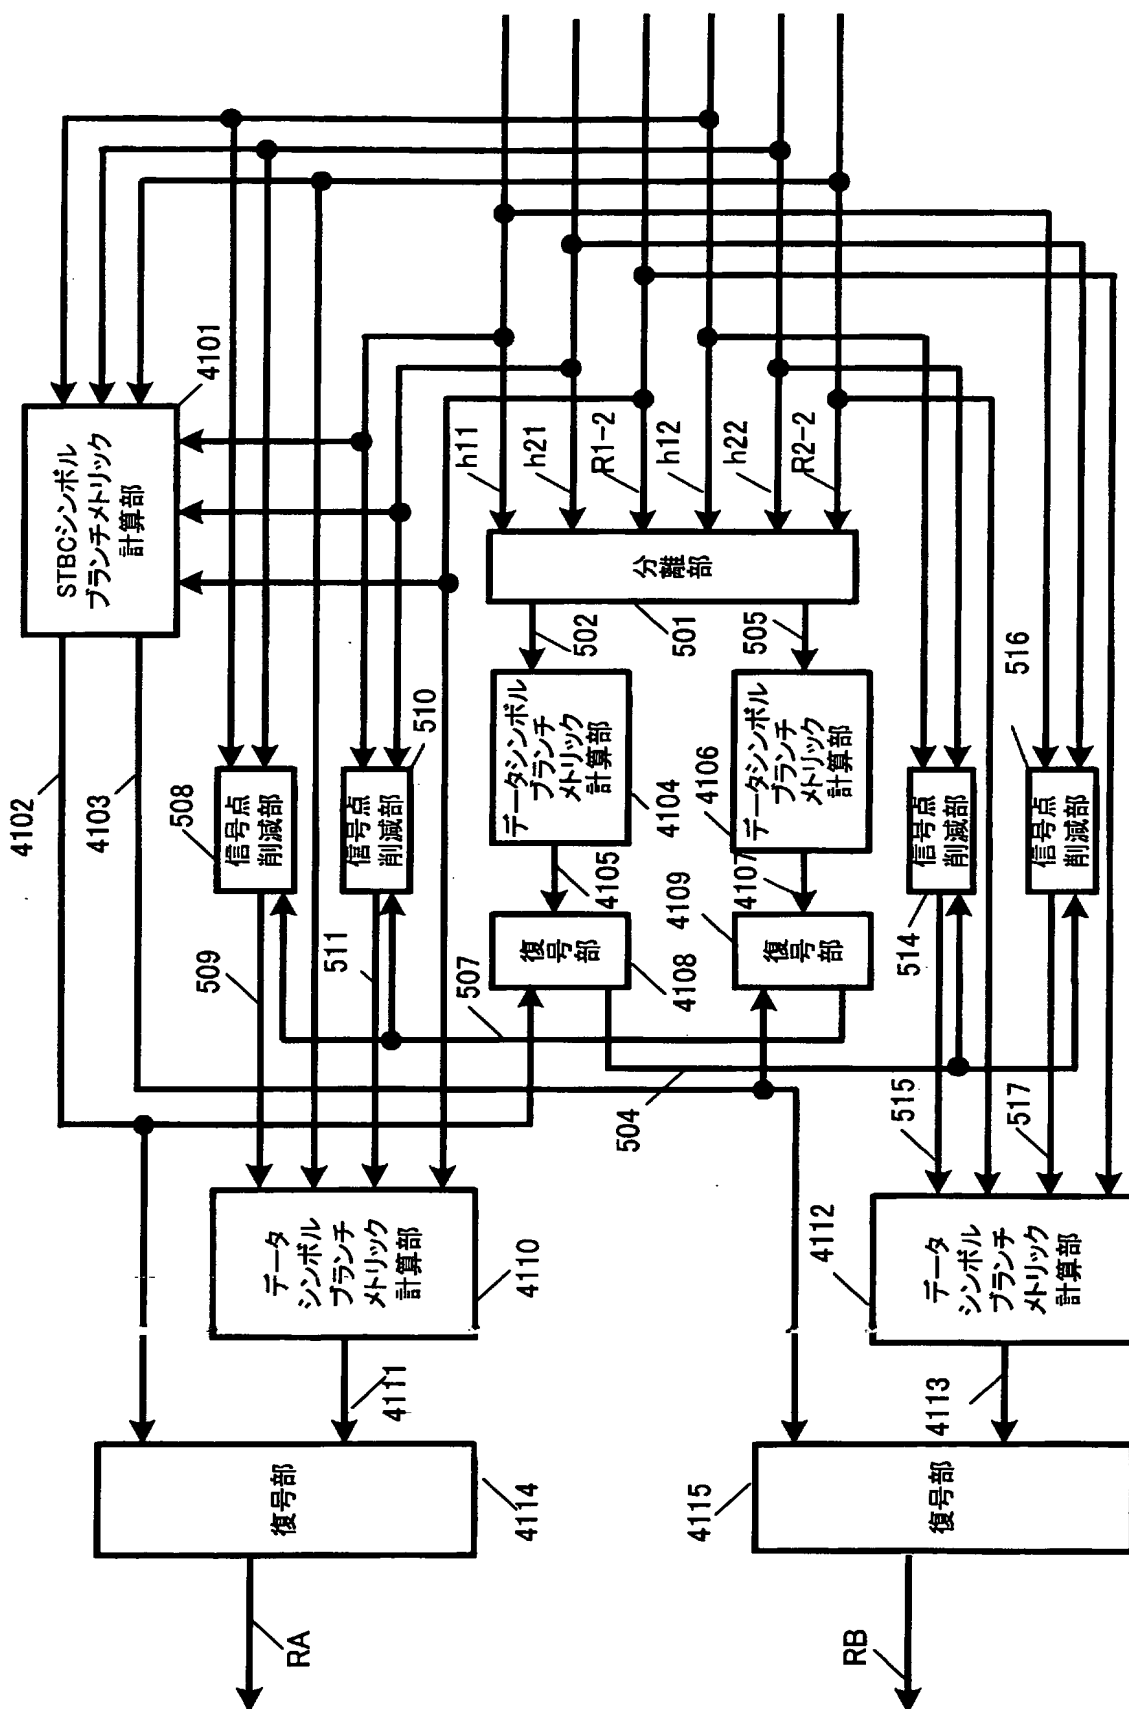 h11
h21
R1-2
h12
h22
R2-2
STBCシンボル
ブランチメトリック
計算部
4101
4102
4103
分離部
501
502
505
データシンボル
ブランチ
メトリック
計算部
4104
4105
データシンボル
ブランチ
メトリック
計算部
4106
4107
復号部
4108
復号部
4109
504
507
信号点
削減部
508
509
信号点
削減部
510
511
信号点
削減部
514
515
信号点
削減部
516
517
データ
シンボル
ブランチ
メトリック
計算部
4110
4111
データ
シンボル
ブランチ
メトリック
計算部
4112
4113
復号部
4114
復号部
4115
RA
RB